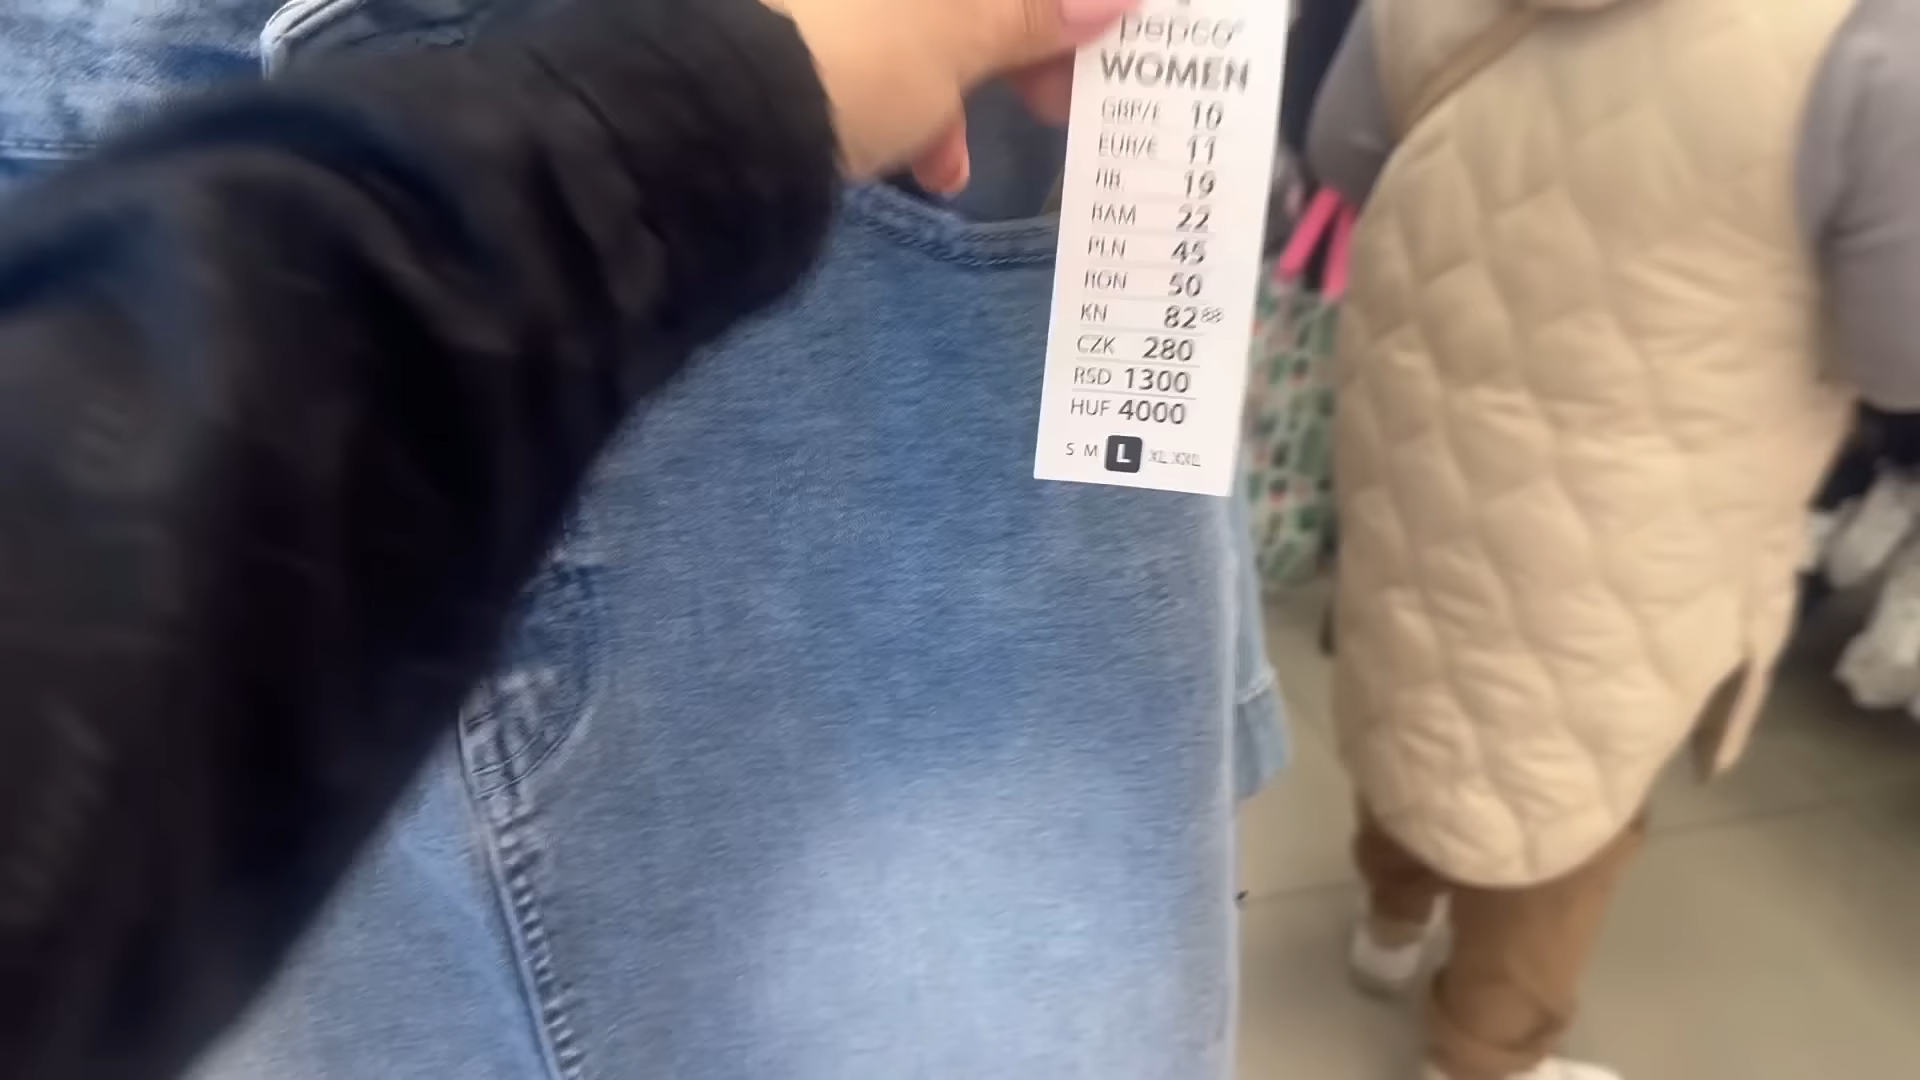 pepco
WOMEN
GBP/£ 10
EUR/€ 11
BAM 22
PLN 45
RON 50
KN 82 88
CZK 280
RSD 1300
HUF 4000
S M L XL XXL